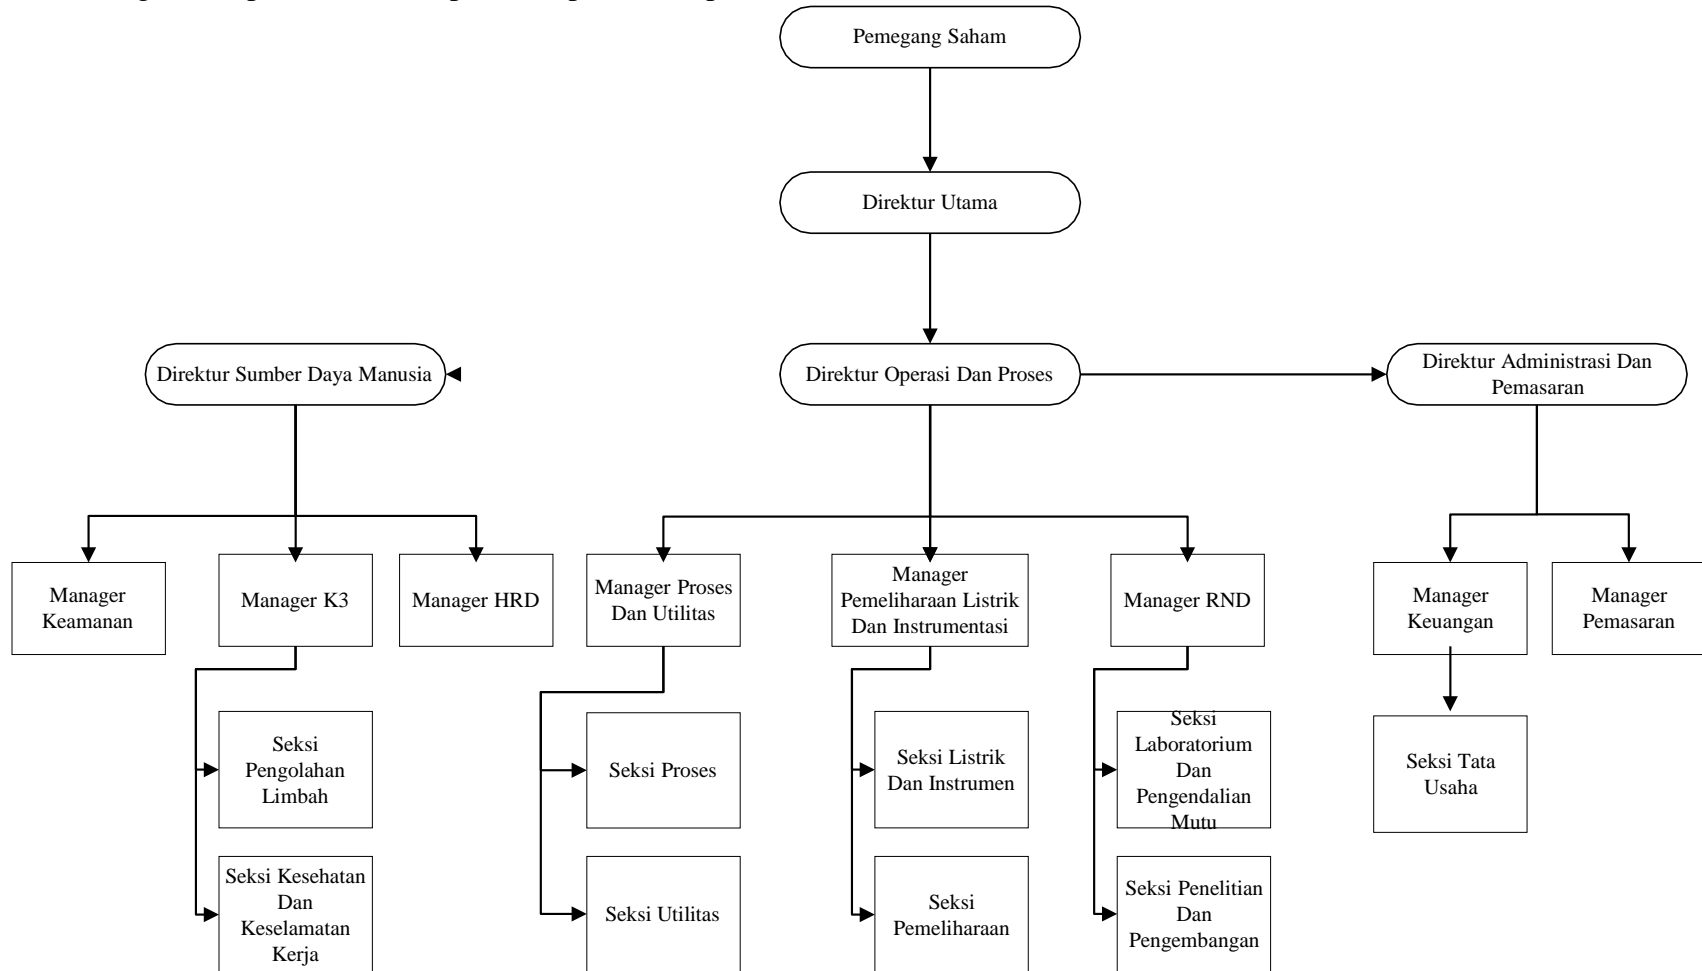 Pemegang Saham
Direktur Utama
Direktur Sumber Daya Manusia
Direktur Operasi Dan Proses
Direktur Administrasi Dan
Pemasaran
Manager
Keamanan
Manager K3
Manager HRD
Manager Proses
Dan Utilitas
Manager
Pemeliharaan Listrik
Dan Instrumentasi
Manager RND
Manager
Keuangan
Manager
Pemasaran
Seksi
Pengolahan
Limbah
Seksi Proses
Seksi Listrik
Dan Instrumen
Seksi
Laboratorium
Dan
Pengendalian
Mutu
Seksi Tata
Usaha
Seksi Kesehatan
Dan
Keselamatan
Kerja
Seksi Utilitas
Seksi
Pemeliharaan
Seksi Penelitian
Dan
Pengembangan